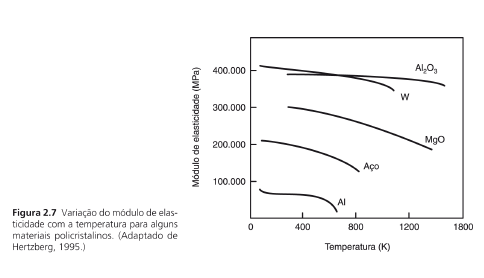 Figura 2.7 Variação do módulo de elas-
ticidade com a temperatura para alguns
materiais policristalinos. (Adaptado de
Hertzberg, 1995.)
Módulo de elasticidade (MPa)
400.000
300.000
200.000
100.000
Al2O3
W
MgO
Aço
Al
0 400 800 1200 1800
Temperatura (K)